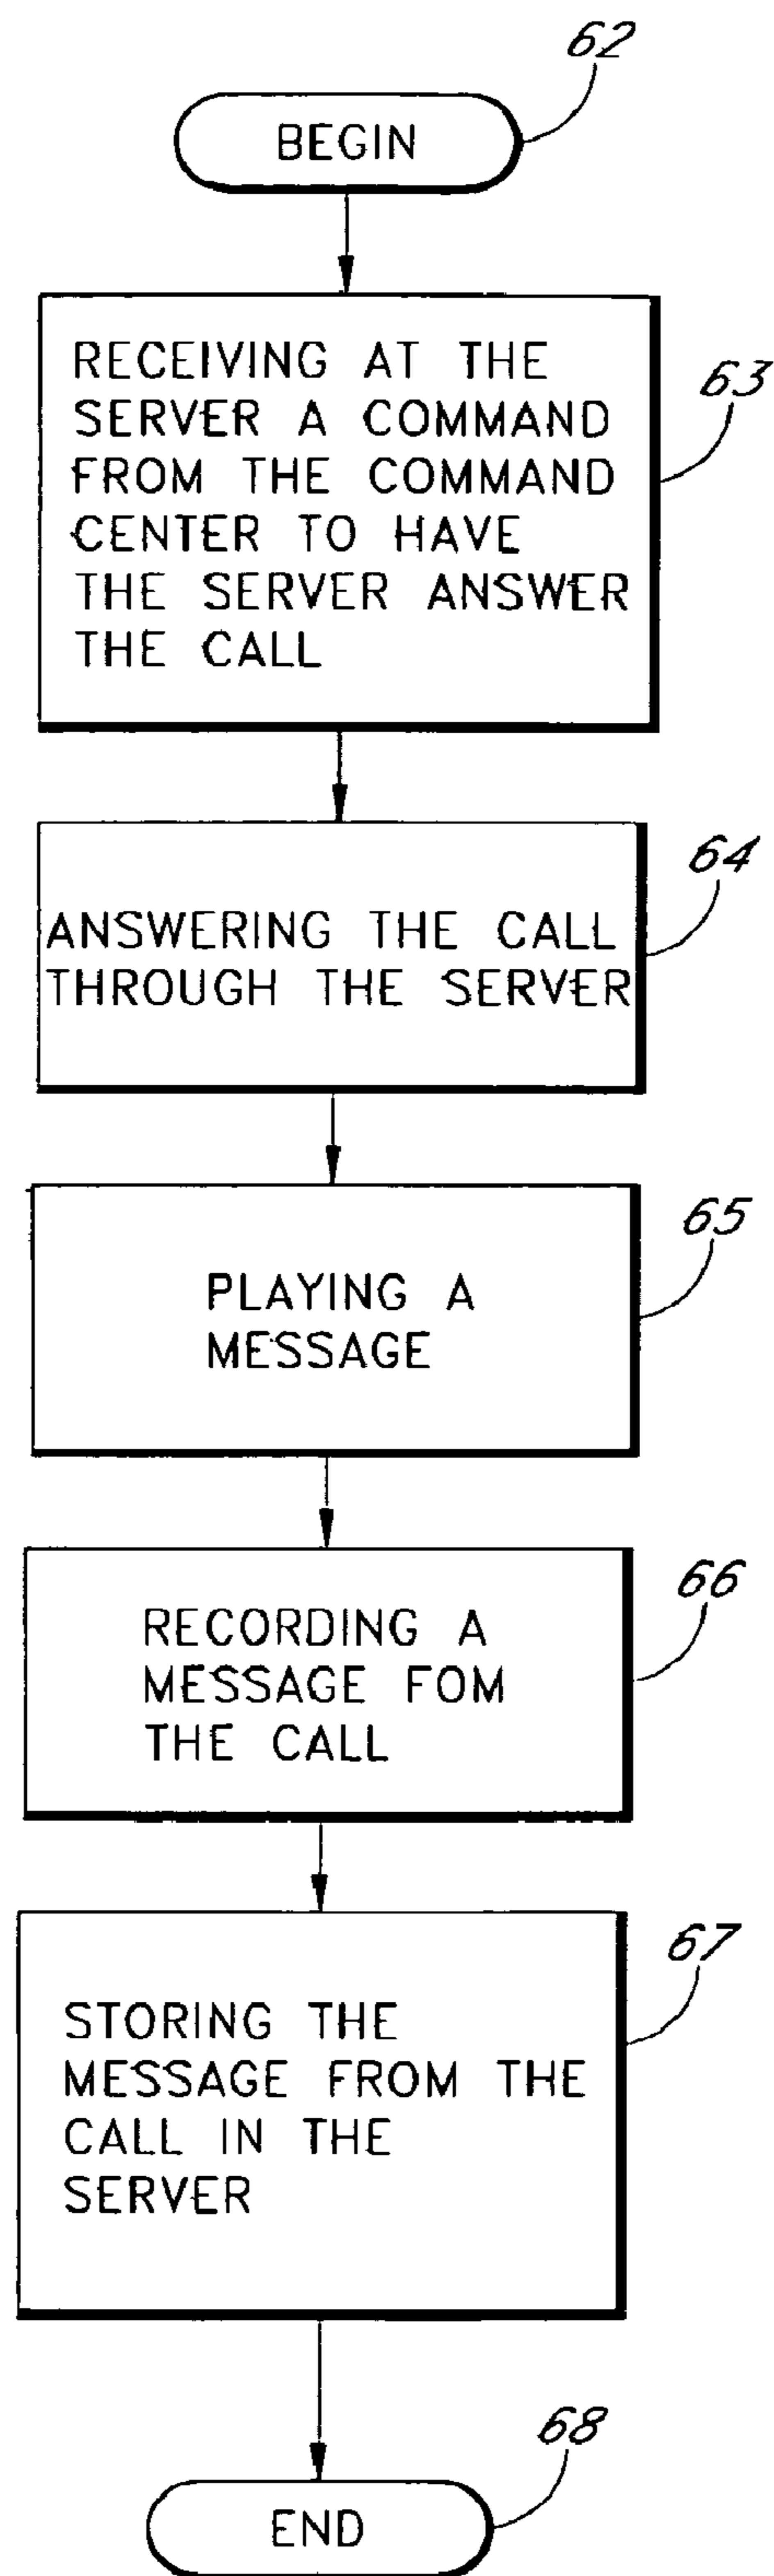 62
BEGIN
RECEIVING AT THE
SERVER A COMMAND
FROM THE COMMAND
CENTER TO HAVE
THE SERVER ANSWER
THE CALL
63
ANSWERING THE CALL
THROUGH THE SERVER
64
PLAYING A
MESSAGE
65
RECORDING A
MESSAGE FOM
THE CALL
66
STORING THE
MESSAGE FROM THE
CALL IN THE
SERVER
67
END
68